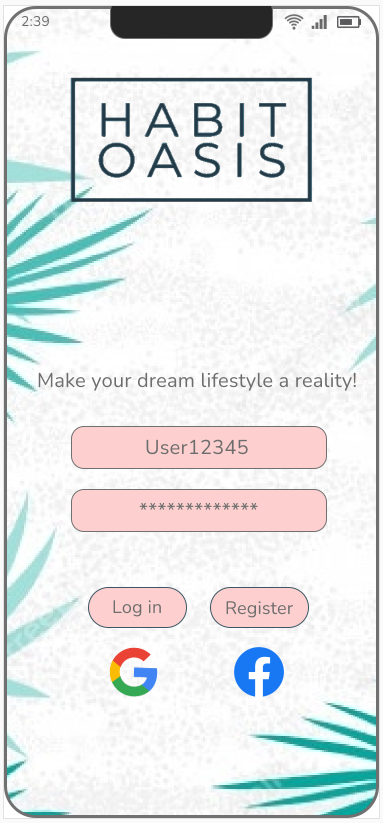 2:39
HABIT
OASIS
Make your dream lifestyle a reality!
User12345
*************
Log in
Register